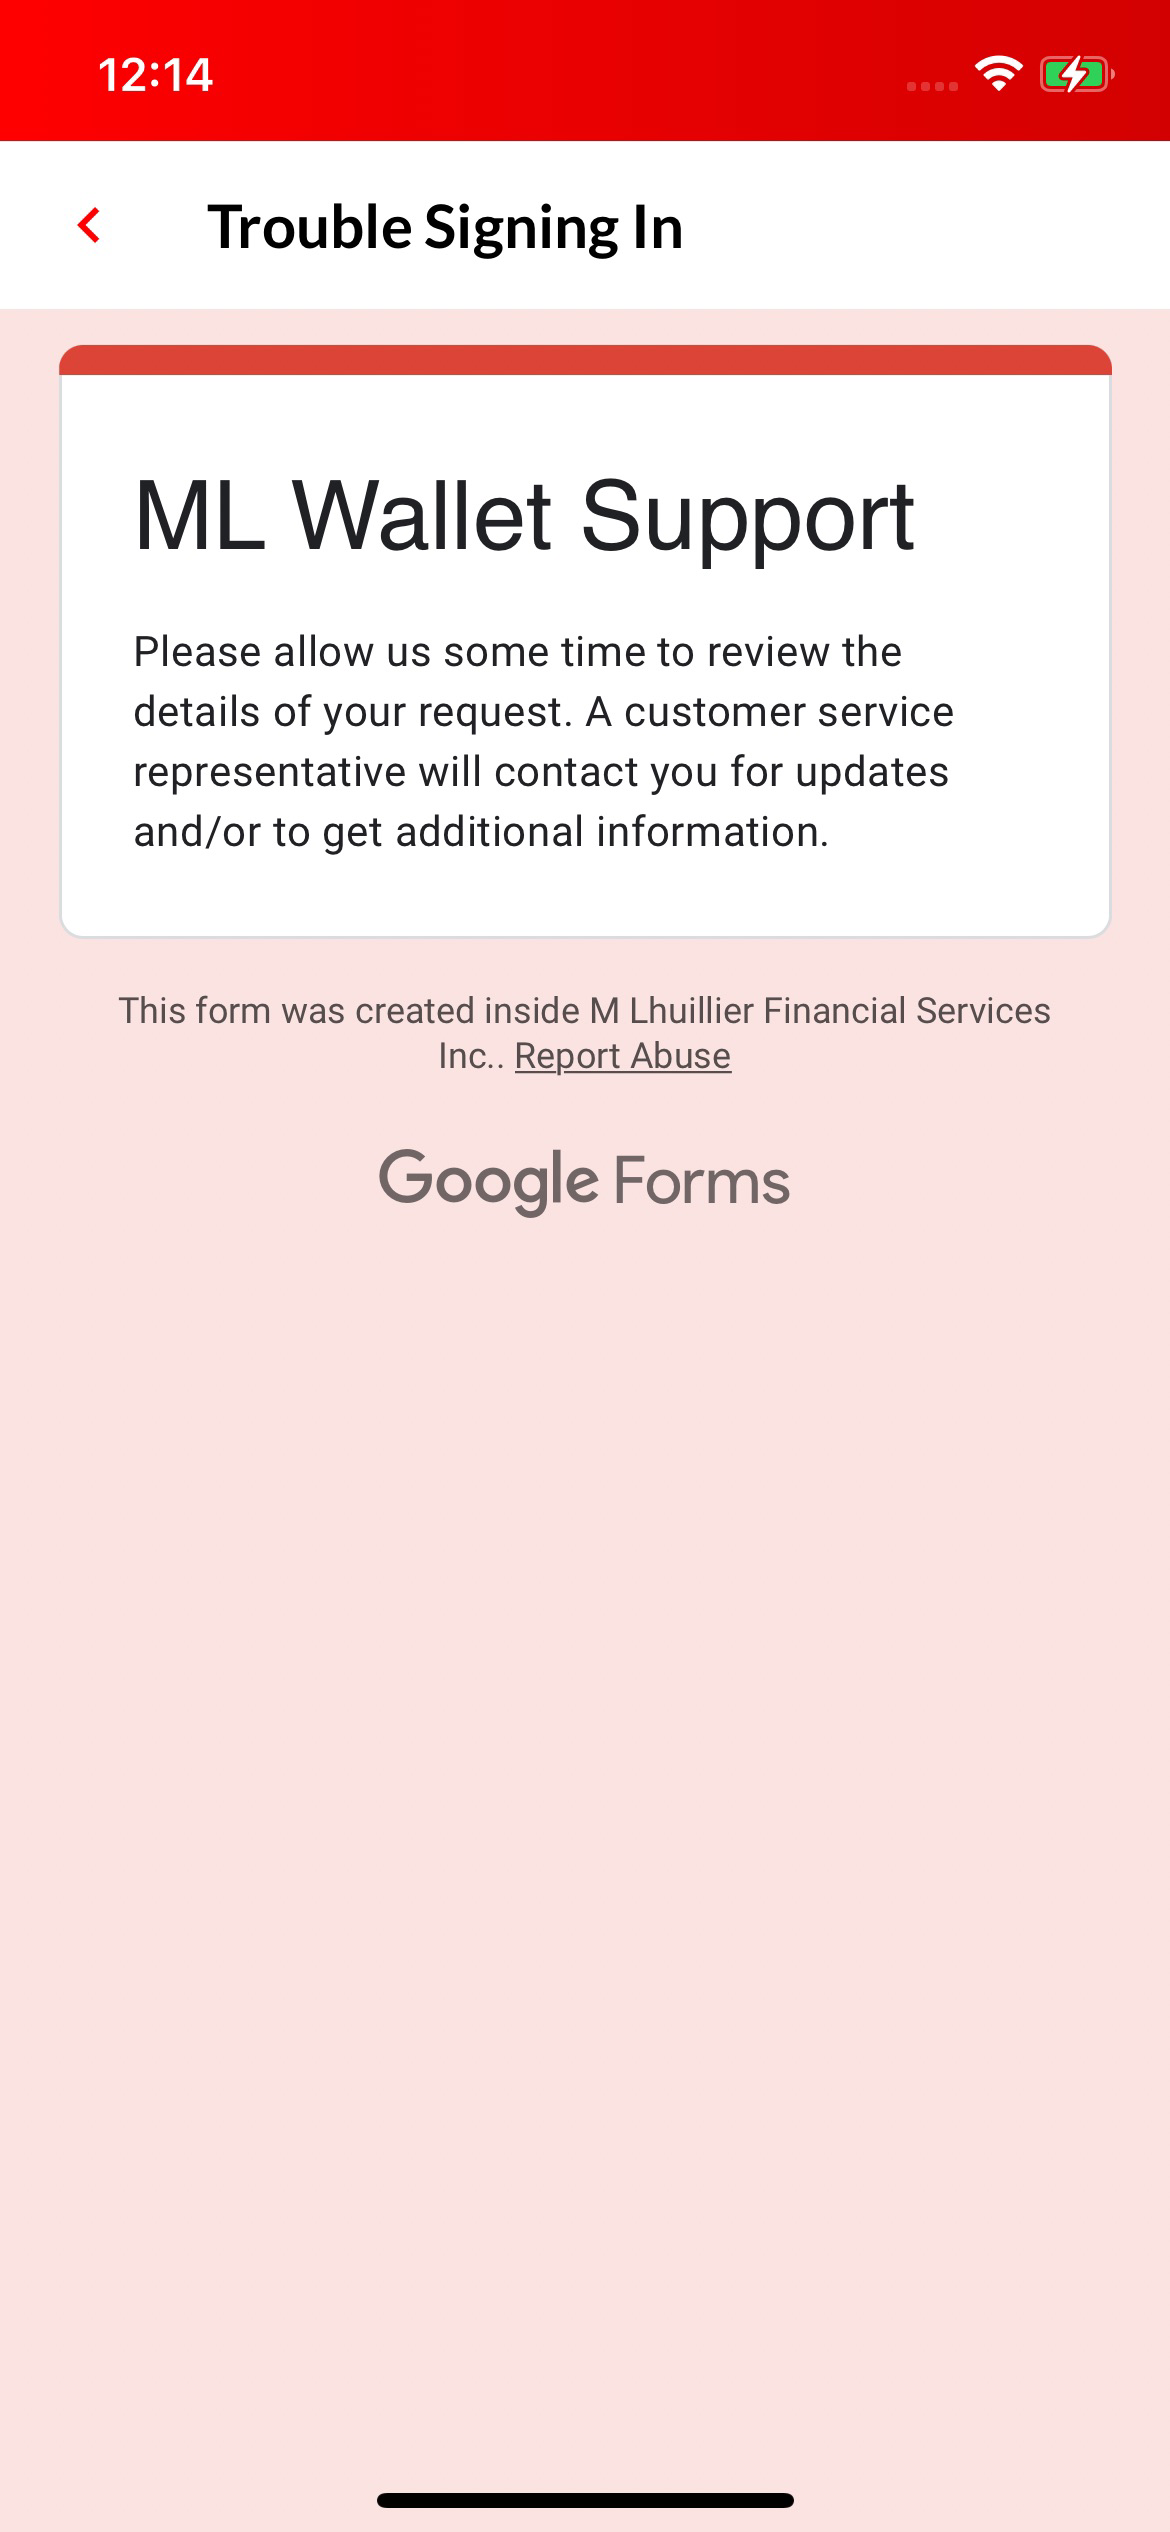 12:14
Trouble Signing In
ML Wallet Support
Please allow us some time to review the
details of your request. A customer service
representative will contact you for updates
and/or to get additional information.
This form was created inside M Lhuillier Financial Services
Inc.. Report Abuse
Google Forms